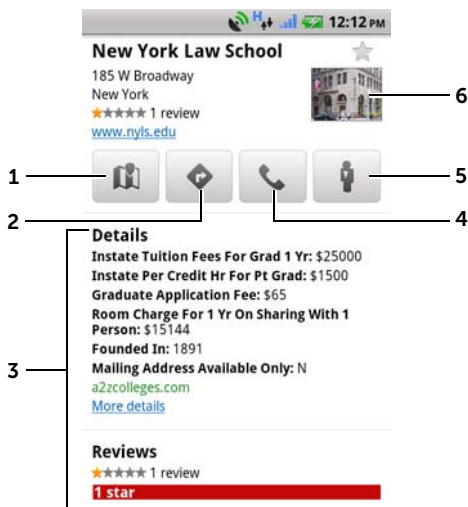 H 12:12 PM
New York Law School
185 W Broadway
New York
1 review
www.nyls.edu
6
1
5
2
4
Details
Instate Tuition Fees For Grad 1 Yr: $25000
Instate Per Credit Hr For Pt Grad: $1500
Graduate Application Fee: $65
Room Charge For 1 Yr On Sharing With 1
Person: $15144
Founded In: 1891
3
Mailing Address Available Only: N
a2zcolleges.com
More details
Reviews
1 review
1 star